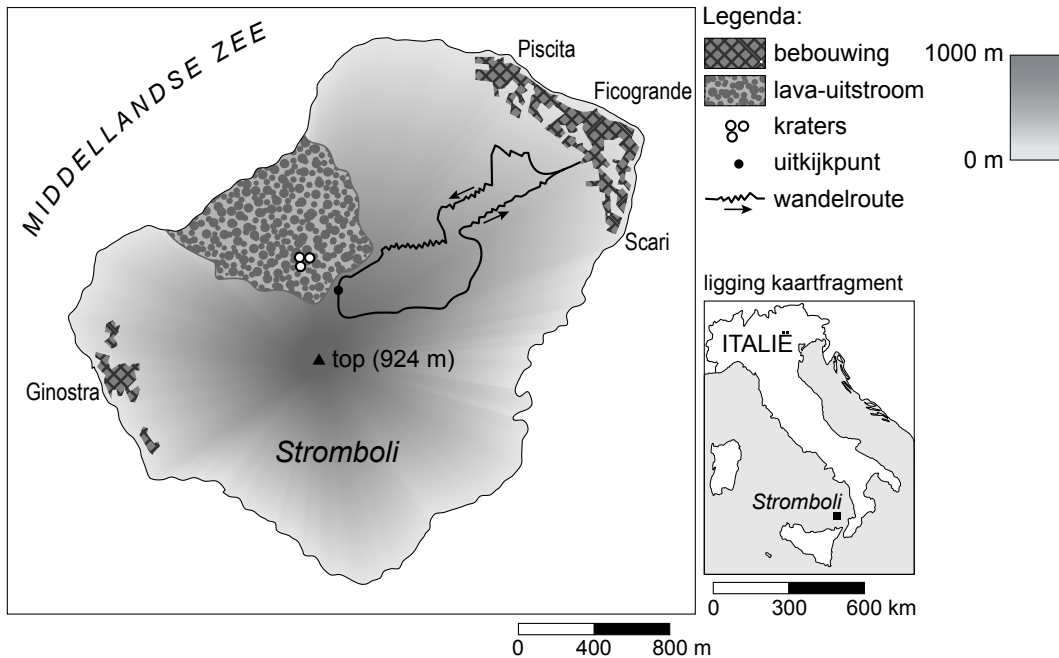 MIDDELLANDSE ZEE
Piscita
Ficogrande
Scari
Ginostra
top (924 m)
Stromboli
Legenda:
bebouwing
lava-uitstroom
kraters
uitkijkpunt
wandelroute
1000 m
0 m
ligging kaartfragment
ITALIË
Stromboli
0 300 600 km
0 400 800 m